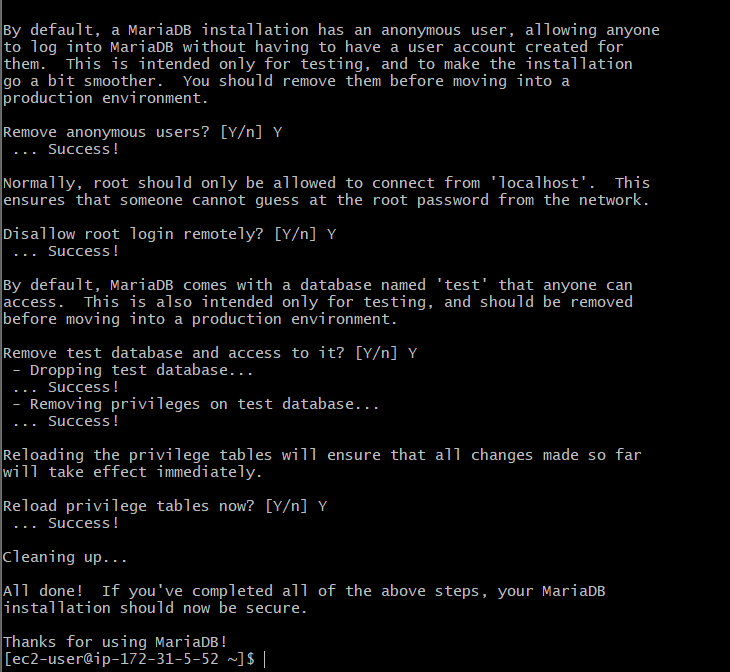 By default, a MariaDB installation has an anonymous user, allowing anyone
to log into MariaDB without having to have a user account created for
them.  This is intended only for testing, and to make the installation
go a bit smoother.  You should remove them before moving into a
production environment.
Remove anonymous users? [Y/n] Y
 ... Success!
Normally, root should only be allowed to connect from 'localhost'.  This
ensures that someone cannot guess at the root password from the network.
Disallow root login remotely? [Y/n] Y
 ... Success!
By default, MariaDB comes with a database named 'test' that anyone can
access.  This is also intended only for testing, and should be removed
before moving into a production environment.
Remove test database and access to it? [Y/n] Y
 - Dropping test database...
 ... Success!
 - Removing privileges on test database...
 ... Success!
Reloading the privilege tables will ensure that all changes made so far
will take effect immediately.
Reload privilege tables now? [Y/n] Y
 ... Success!
Cleaning up...
All done!  If you've completed all of the above steps, your MariaDB
installation should now be secure.
Thanks for using MariaDB!
[ec2-user@ip-172-31-5-52 ~]$